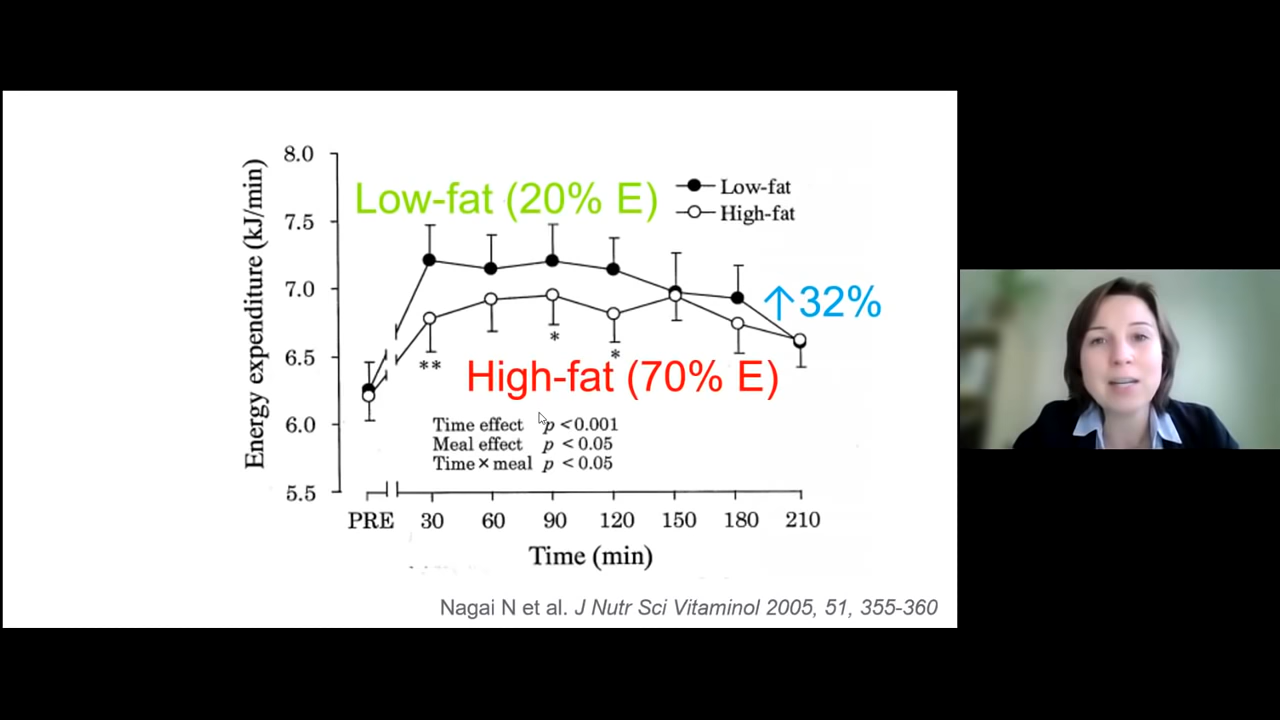 8.0
7.5
7.0
6.5
6.0
5.5
Energy expenditure (kJ/min)
Low-fat (20% E)
Low-fat
High-fat
↑32%
**
*
*
High-fat (70% E)
Time effect p <0.001
Meal effect p <0.05
Time×meal p <0.05
PRE 30 60 90 120 150 180 210
Time (min)
Nagai N et al. J Nutr Sci Vitaminol 2005, 51, 355-360